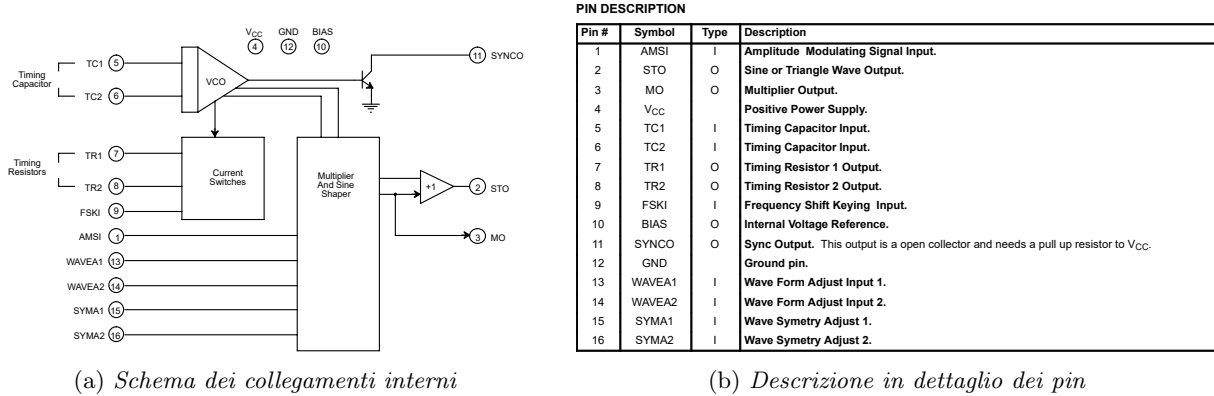 V_CC GND BIAS
4 12 10
11 SYNCO
Timing
Capacitor
TC1 5
TC2 6
VCO
Timing
Resistors
TR1 7
TR2 8
Current
Switches
Multiplier
And Sine
Shaper
+1
2 STO
FSKI 9
AMSI 1
3 MO
WAVEA1 13
WAVEA2 14
SYMA1 15
SYMA2 16
(a) Schema dei collegamenti interni
PIN DESCRIPTION
Pin # Symbol Type Description
1 AMSI I Amplitude Modulating Signal Input.
2 STO O Sine or Triangle Wave Output.
3 MO O Multiplier Output.
4 V_CC Positive Power Supply.
5 TC1 I Timing Capacitor Input.
6 TC2 I Timing Capacitor Input.
7 TR1 O Timing Resistor 1 Output.
8 TR2 O Timing Resistor 2 Output.
9 FSKI I Frequency Shift Keying Input.
10 BIAS O Internal Voltage Reference.
11 SYNCO O Sync Output. This output is a open collector and needs a pull up resistor to V_CC.
12 GND Ground pin.
13 WAVEA1 I Wave Form Adjust Input 1.
14 WAVEA2 I Wave Form Adjust Input 2.
15 SYMA1 I Wave Symetry Adjust 1.
16 SYMA2 I Wave Symetry Adjust 2.
(b) Descrizione in dettaglio dei pin